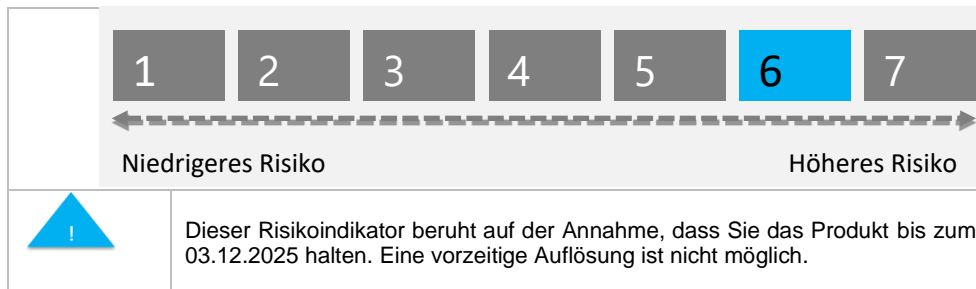 1 2 3 4 5 6 7
Niedrigeres Risiko Höheres Risiko
! Dieser Risikoindikator beruht auf der Annahme, dass Sie das Produkt bis zum
03.12.2025 halten. Eine vorzeitige Auflösung ist nicht möglich.